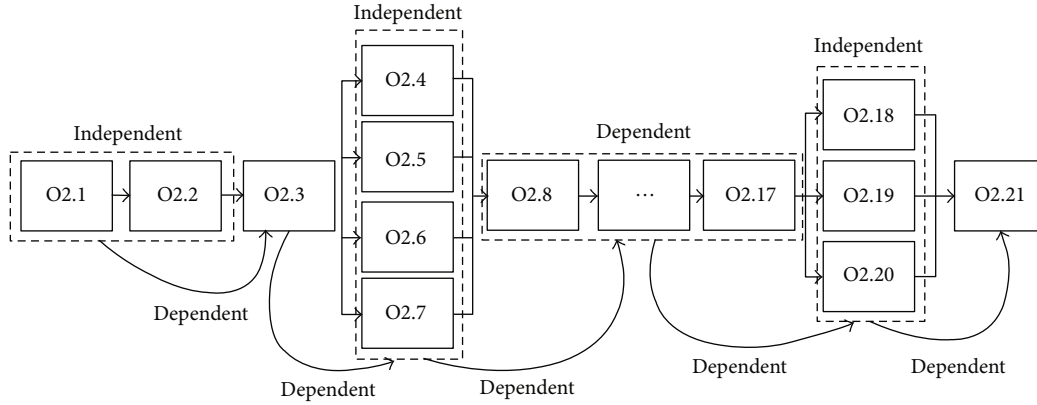 Independent
O2.1
O2.2
O2.3
Dependent
Independent
O2.4
O2.5
O2.6
O2.7
Dependent
Dependent
O2.8
...
O2.17
Dependent
Dependent
Independent
O2.18
O2.19
O2.20
O2.21
Dependent